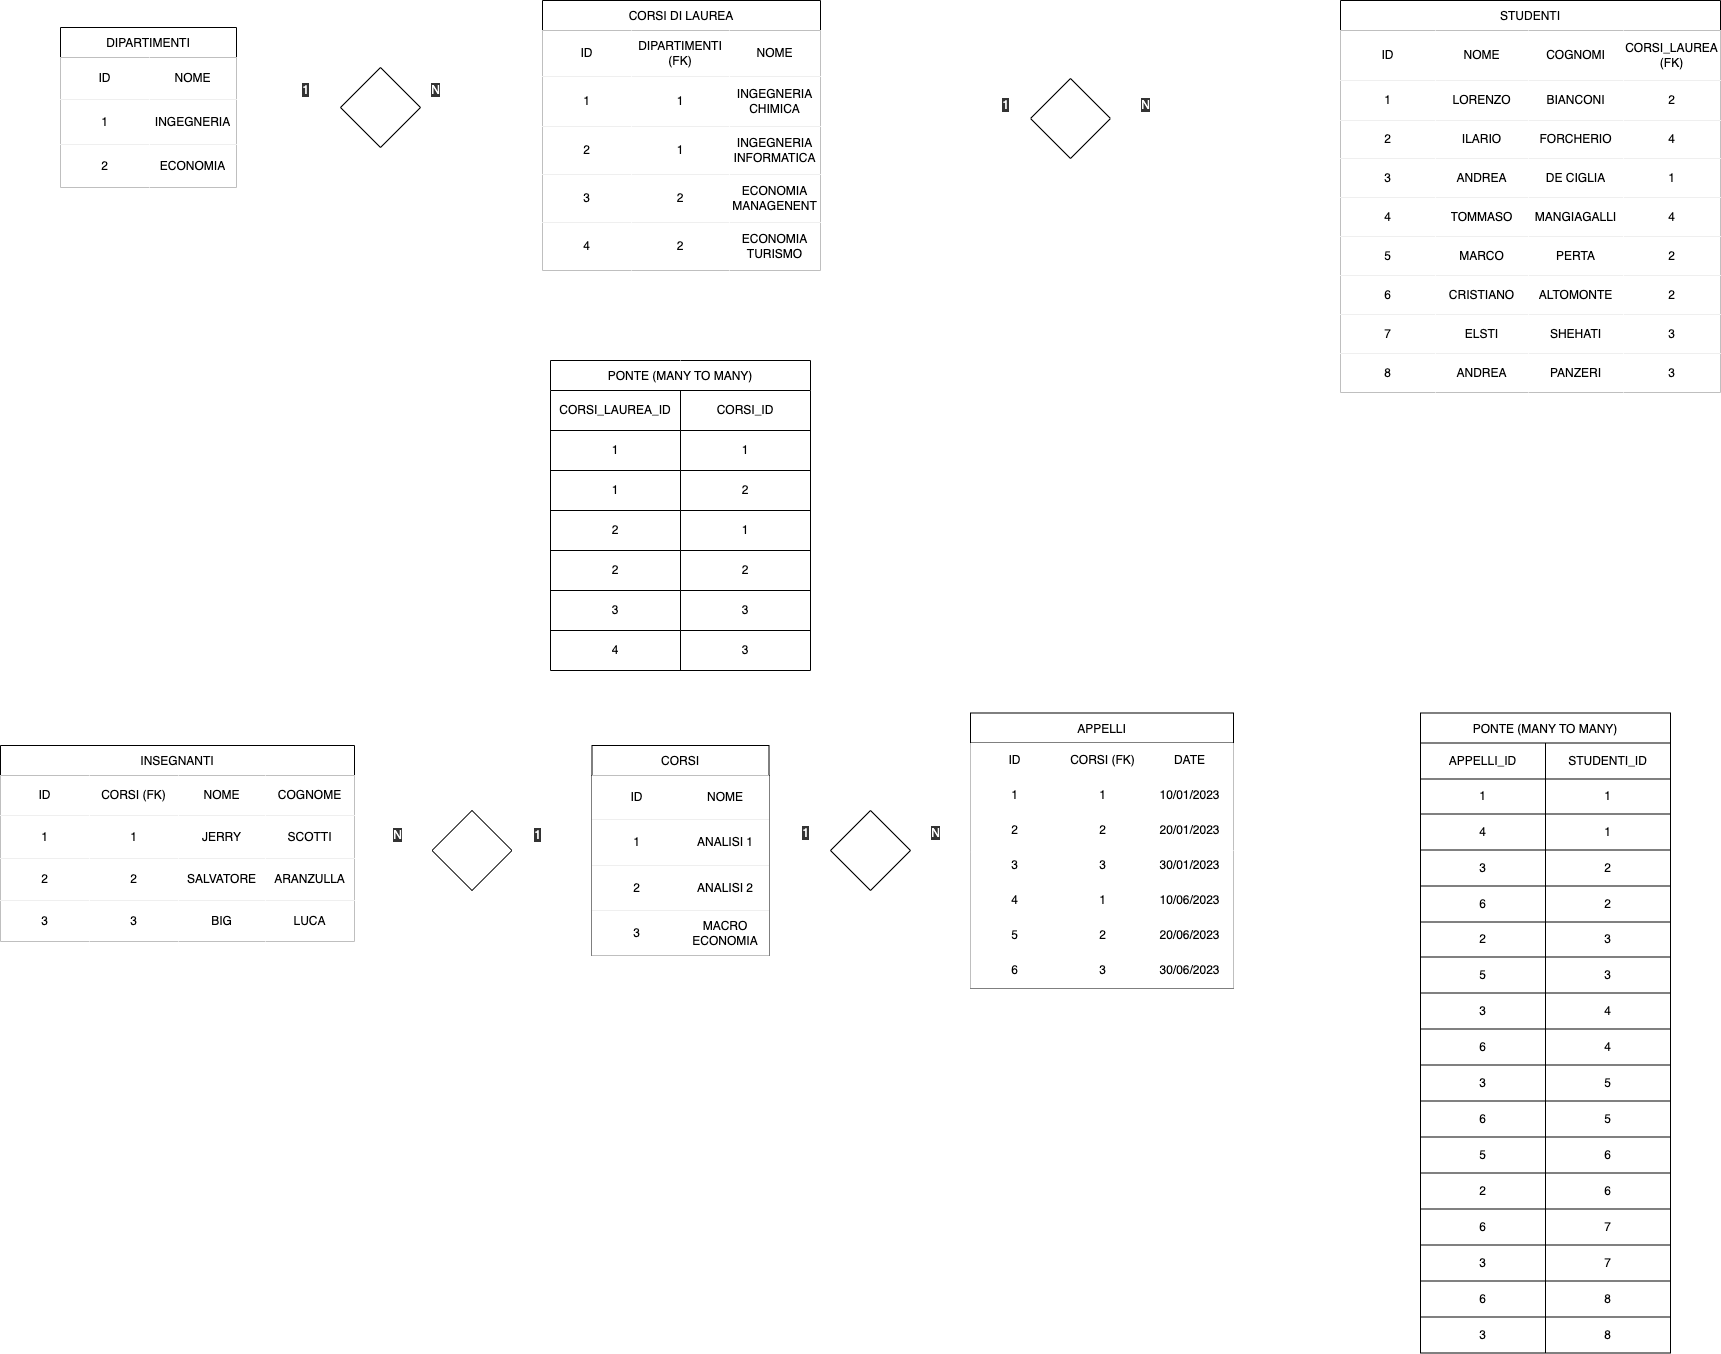 DIPARTIMENTI
ID NOME
1 INGEGNERIA
2 ECONOMIA
1
N
CORSI DI LAUREA
ID DIPARTIMENTI (FK) NOME
1 1 INGEGNERIA CHIMICA
2 1 INGEGNERIA INFORMATICA
3 2 ECONOMIA MANAGENENT
4 2 ECONOMIA TURISMO
1
N
STUDENTI
ID NOME COGNOMI CORSI_LAUREA (FK)
1 LORENZO BIANCONI 2
2 ILARIO FORCHERIO 4
3 ANDREA DE CIGLIA 1
4 TOMMASO MANGIAGALLI 4
5 MARCO PERTA 2
6 CRISTIANO ALTOMONTE 2
7 ELSTI SHEHATI 3
8 ANDREA PANZERI 3
PONTE (MANY TO MANY)
CORSI_LAUREA_ID CORSI_ID
1 1
1 2
2 1
2 2
3 3
4 3
INSEGNANTI
ID CORSI (FK) NOME COGNOME
1 1 JERRY SCOTTI
2 2 SALVATORE ARANZULLA
3 3 BIG LUCA
N
1
CORSI
ID NOME
1 ANALISI 1
2 ANALISI 2
3 MACRO ECONOMIA
1
N
APPELLI
ID CORSI (FK) DATE
1 1 10/01/2023
2 2 20/01/2023
3 3 30/01/2023
4 1 10/06/2023
5 2 20/06/2023
6 3 30/06/2023
PONTE (MANY TO MANY)
APPELLI_ID STUDENTI_ID
1 1
4 1
3 2
6 2
2 3
5 3
3 4
6 4
3 5
6 5
5 6
2 6
6 7
3 7
6 8
3 8